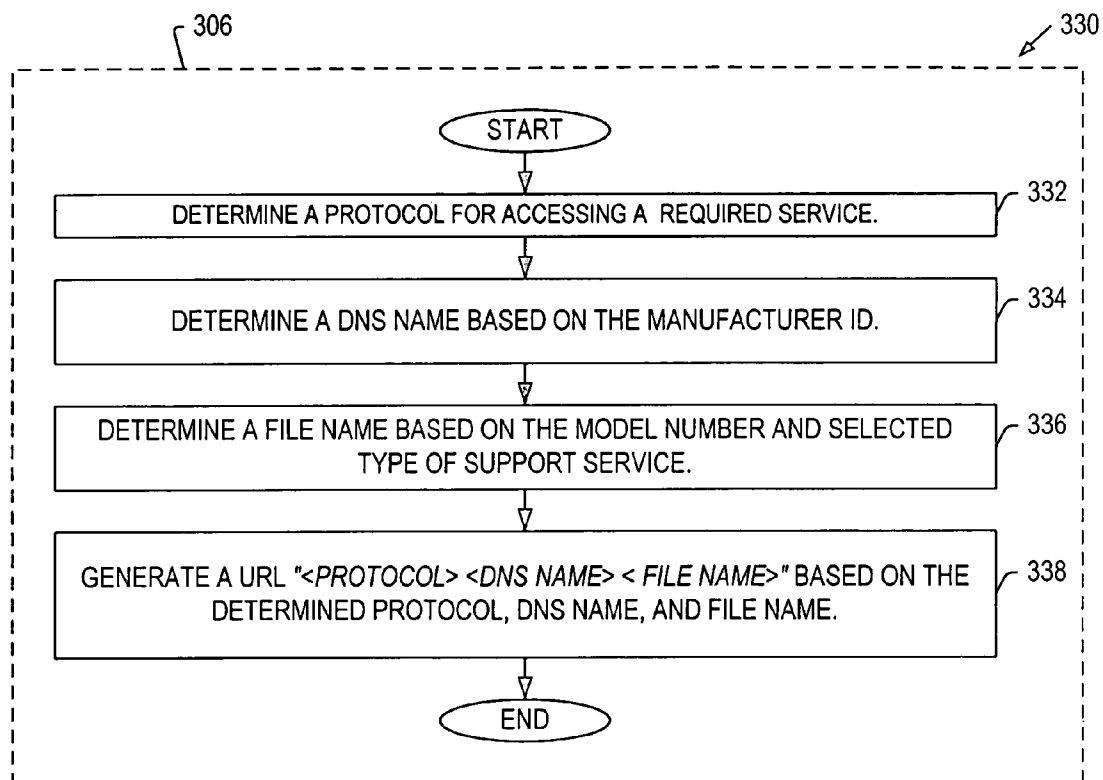 306
330
START
332
DETERMINE A PROTOCOL FOR ACCESSING A REQUIRED SERVICE.
334
DETERMINE A DNS NAME BASED ON THE MANUFACTURER ID.
336
DETERMINE A FILE NAME BASED ON THE MODEL NUMBER AND SELECTED
TYPE OF SUPPORT SERVICE.
338
GENERATE A URL "<PROTOCOL> <DNS NAME> < FILE NAME>" BASED ON THE
DETERMINED PROTOCOL, DNS NAME, AND FILE NAME.
END